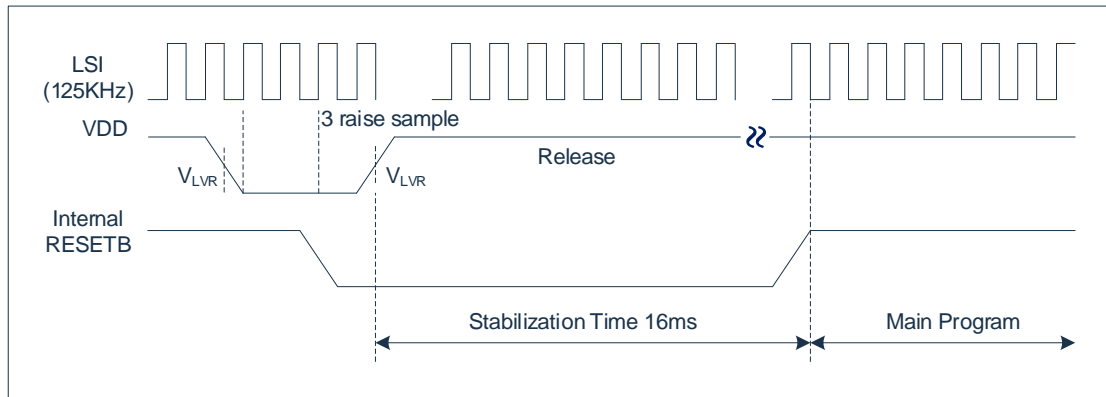 LSI
(125KHz)
VDD
3 raise sample
VLVR
VLVR
Release
Internal
RESETB
Stabilization Time 16ms
Main Program